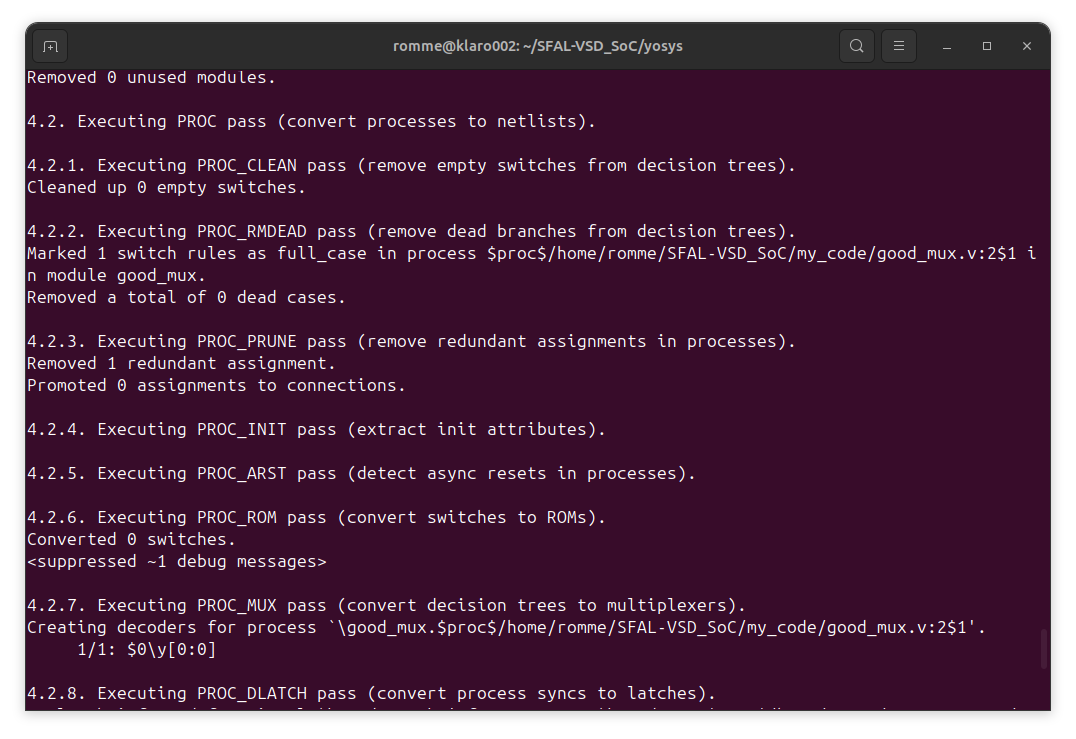 romme@klaro002: ~/SFAL-VSD_SoC/yosys
Removed 0 unused modules.
4.2. Executing PROC pass (convert processes to netlists).
4.2.1. Executing PROC_CLEAN pass (remove empty switches from decision trees).
Cleaned up 0 empty switches.
4.2.2. Executing PROC_RMDEAD pass (remove dead branches from decision trees).
Marked 1 switch rules as full_case in process $proc$/home/romme/SFAL-VSD_SoC/my_code/good_mux.v:2$1 i
n module good_mux.
Removed a total of 0 dead cases.
4.2.3. Executing PROC_PRUNE pass (remove redundant assignments in processes).
Removed 1 redundant assignment.
Promoted 0 assignments to connections.
4.2.4. Executing PROC_INIT pass (extract init attributes).
4.2.5. Executing PROC_ARST pass (detect async resets in processes).
4.2.6. Executing PROC_ROM pass (convert switches to ROMs).
Converted 0 switches.
<suppressed ~1 debug messages>
4.2.7. Executing PROC_MUX pass (convert decision trees to multiplexers).
Creating decoders for process `\good_mux.$proc$/home/romme/SFAL-VSD_SoC/my_code/good_mux.v:2$1'.
1/1: $0\y[0:0]
4.2.8. Executing PROC_DLATCH pass (convert process syncs to latches).